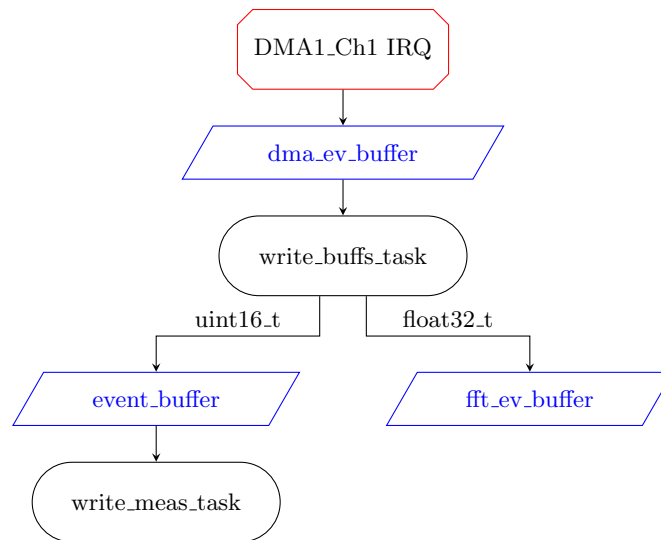 DMA1_Ch1 IRQ
dma_ev_buffer
write_buffs_task
uint16_t
float32_t
event_buffer
fft_ev_buffer
write_meas_task